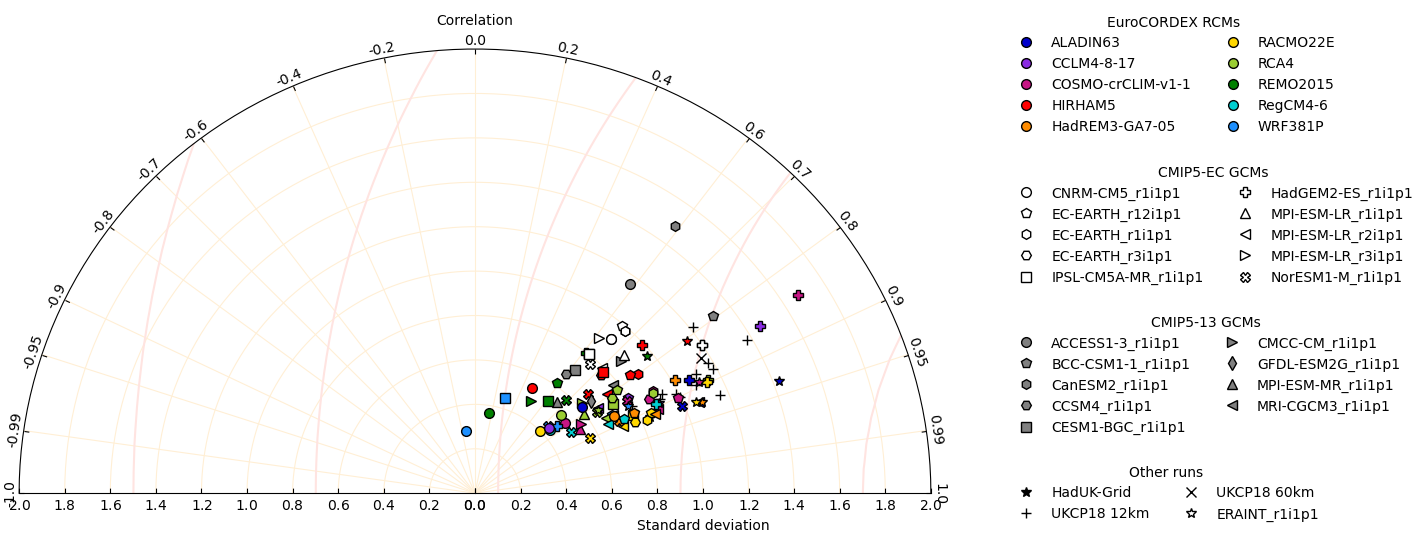 Correlation
-0.2 0.0 0.2
-0.4 0.4
-0.6 0.6
-0.7 0.7
-0.8 0.8
-0.9 0.9
-0.95 0.95
-0.99 0.99
-1.0 1.0
2.0 1.8 1.6 1.4 1.2 1.0 0.8 0.6 0.4 0.2 0.0 0.2 0.4 0.6 0.8 1.0 1.2 1.4 1.6 1.8 2.0
Standard deviation
EuroCORDEX RCMs
ALADIN63 RACMO22E
CCLM4-8-17 RCA4
COSMO-crCLIM-v1-1 REMO2015
HIRHAM5 RegCM4-6
HadREM3-GA7-05 WRF381P
CMIP5-EC GCMs
CNRM-CM5_r1i1p1 HadGEM2-ES_r1i1p1
EC-EARTH_r12i1p1 MPI-ESM-LR_r1i1p1
EC-EARTH_r1i1p1 MPI-ESM-LR_r2i1p1
EC-EARTH_r3i1p1 MPI-ESM-LR_r3i1p1
IPSL-CM5A-MR_r1i1p1 NorESM1-M_r1i1p1
CMIP5-13 GCMs
ACCESS1-3_r1i1p1 CMCC-CM_r1i1p1
BCC-CSM1-1_r1i1p1 GFDL-ESM2G_r1i1p1
CanESM2_r1i1p1 MPI-ESM-MR_r1i1p1
CCSM4_r1i1p1 MRI-CGCM3_r1i1p1
CESM1-BGC_r1i1p1
Other runs
HadUK-Grid UKCP18 60km
UKCP18 12km ERAINT_r1i1p1